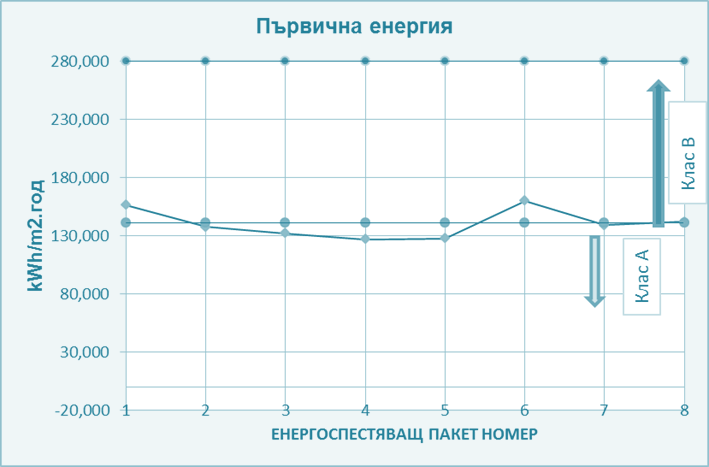 Първична енергия
280,000
230,000
180,000
130,000
80,000
30,000
-20,000
kWh/m2.год
Клас B
Клас А
1 2 3 4 5 6 7 8
ЕНЕРГОСПЕСТЯВАЩ ПАКЕТ НОМЕР